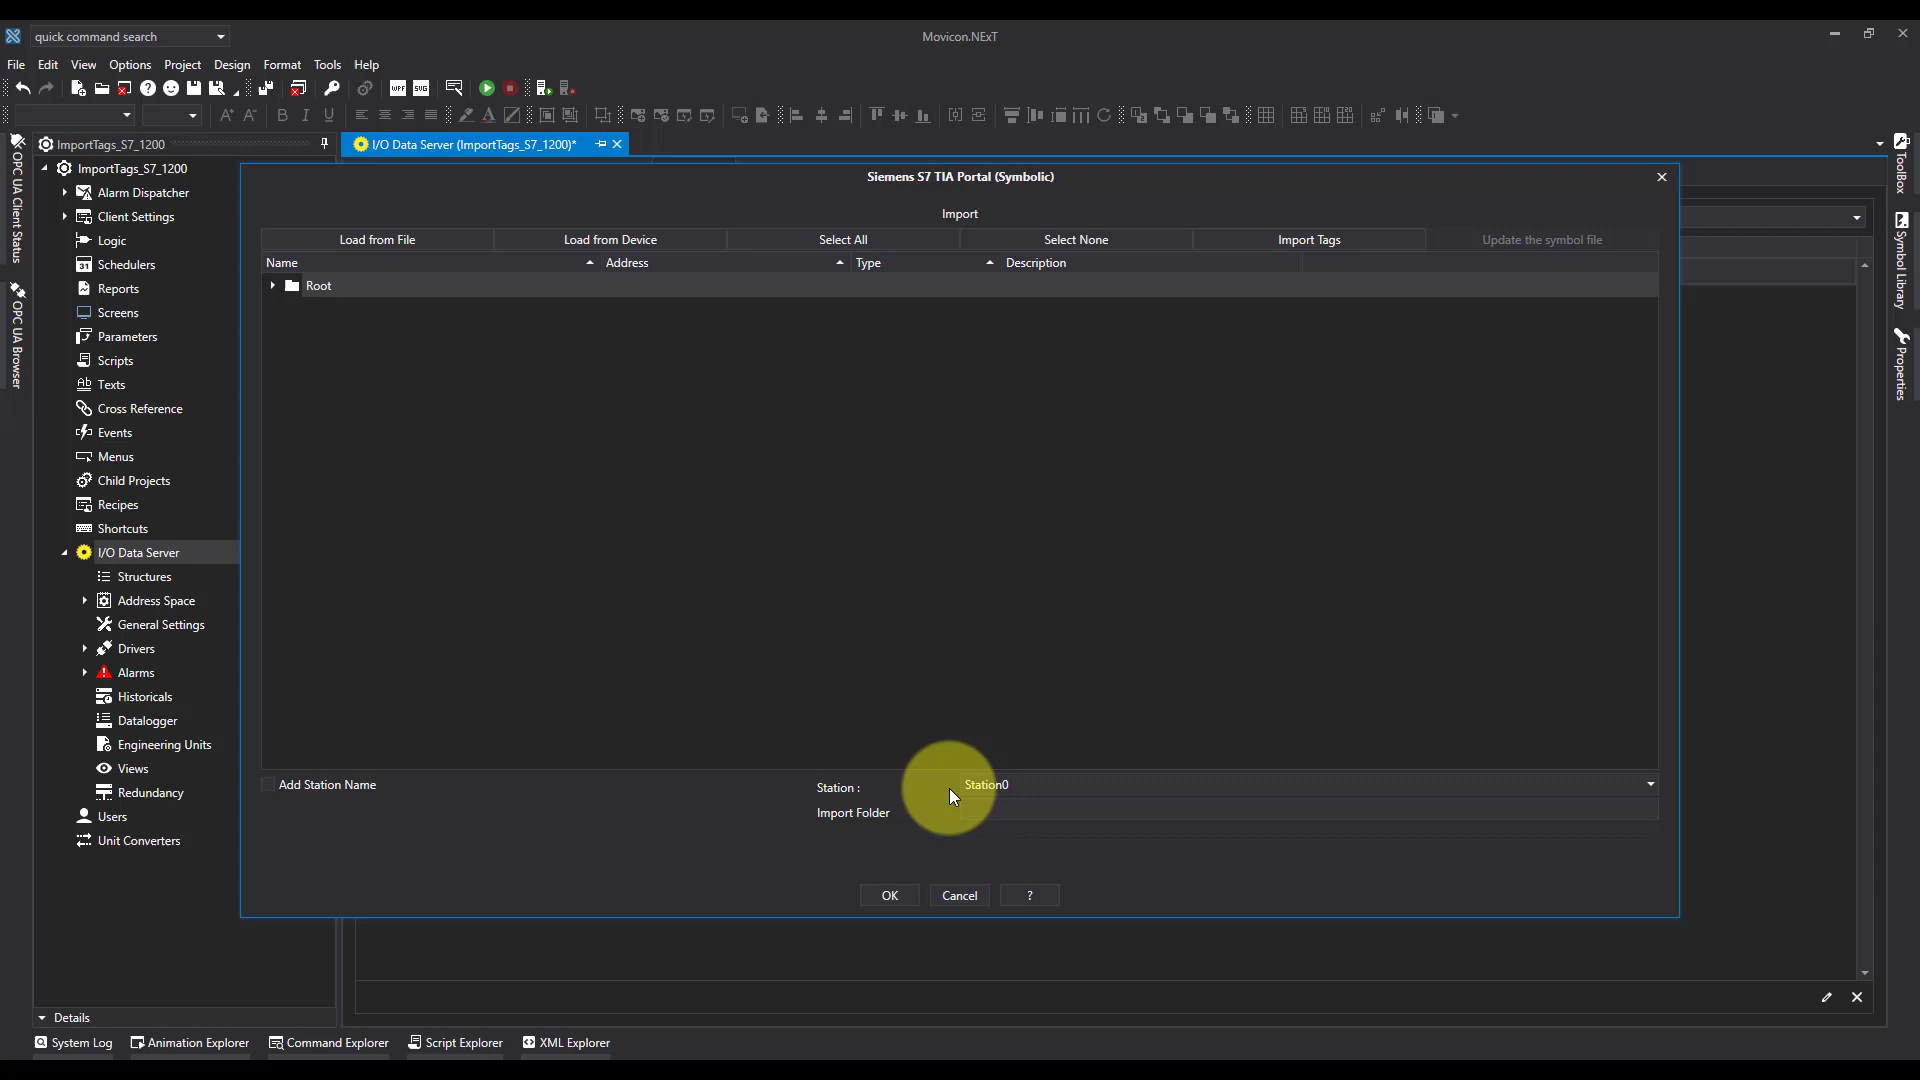 quick command search
Movicon.NExT
File Edit View Options Project Design Format Tools Help
WPF SVG
ImportTags_S7_1200
I/O Data Server (ImportTags_S7_1200)*
OPC UA Client Status
OPC UA Browser
ImportTags_S7_1200
Alarm Dispatcher
Client Settings
Logic
Schedulers
Reports
Screens
Parameters
Scripts
Texts
Cross Reference
Events
Menus
Child Projects
Recipes
Shortcuts
I/O Data Server
Structures
Address Space
General Settings
Drivers
Alarms
Historicals
Datalogger
Engineering Units
Views
Redundancy
Users
Unit Converters
Details
Siemens S7 TIA Portal (Symbolic)
Import
Load from File Load from Device Select All Select None Import Tags Update the symbol file
Name Address Type Description
Root
Add Station Name
Station : Station0
Import Folder
OK Cancel ?
ToolBox
Symbol Library
Properties
System Log Animation Explorer Command Explorer Script Explorer XML Explorer